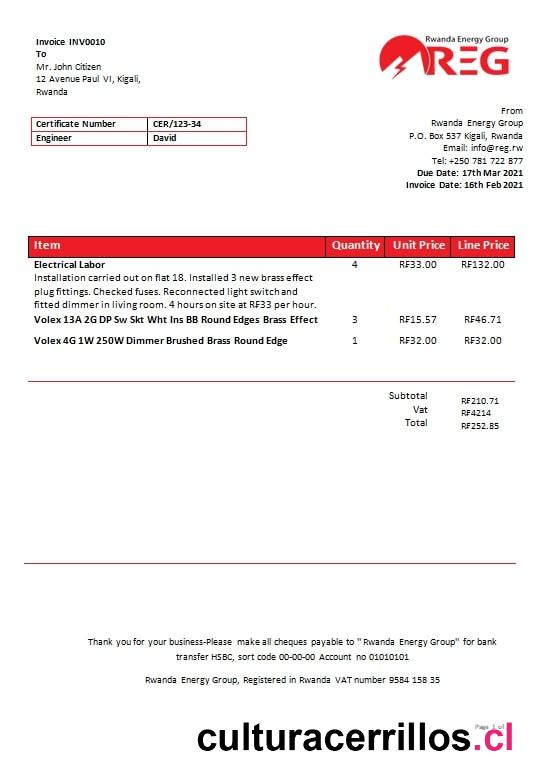 Invoice INV0010
To
Mr. John Citizen
12 Avenue Paul VI, Kigali,
Rwanda
Rwanda Energy Group
REG
Certificate Number CER/123-34
Engineer David
From
Rwanda Energy Group
P.O. Box 537 Kigali, Rwanda
Email: info@reg.rw
Tel: +250 781 722 877
Due Date: 17th Mar 2021
Invoice Date: 16th Feb 2021
Item Quantity Unit Price Line Price
Electrical Labor 4 RF33.00 RF132.00
Installation carried out on flat 18. Installed 3 new brass effect
plug fittings. Checked fuses. Reconnected light switch and
fitted dimmer in living room. 4 hours on site at RF33 per hour.
Volex 13A 2G DP Sw Skt Wht Ins BB Round Edges Brass Effect 3 RF15.57 RF46.71
Volex 4G 1W 250W Dimmer Brushed Brass Round Edge 1 RF32.00 RF32.00
Subtotal RF210.71
Vat RF4214
Total RF252.85
Thank you for your business-Please make all cheques payable to "Rwanda Energy Group" for bank
transfer HSBC, sort code 00-00-00 Account no 01010101
Rwanda Energy Group, Registered in Rwanda VAT number 9584 158 35
Page 1 of
culturacerrillos.cl